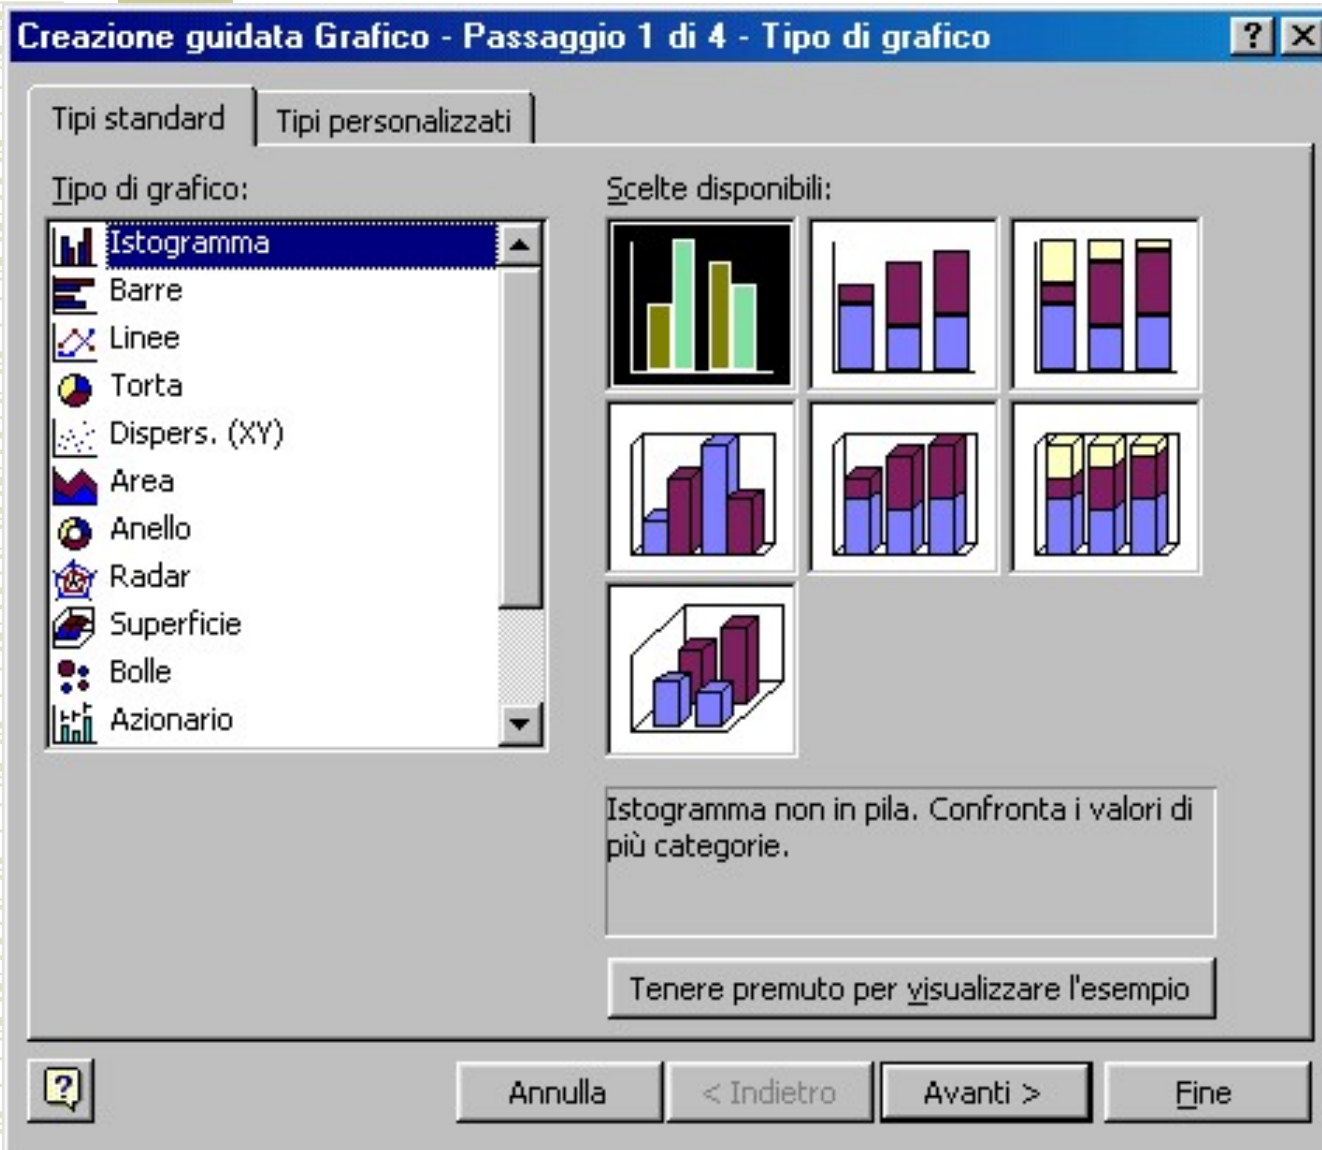 Creazione guidata Grafico - Passaggio 1 di 4 - Tipo di grafico
Tipi standard
Tipi personalizzati
Tipo di grafico:
Istogramma
Barre
Linee
Torta
Dispers. (XY)
Area
Anello
Radar
Superficie
Bolle
Azionario
Scelte disponibili:
Istogramma non in pila. Confronta i valori di
più categorie.
Tenere premuto per visualizzare l'esempio
Annulla
< Indietro
Avanti >
Fine